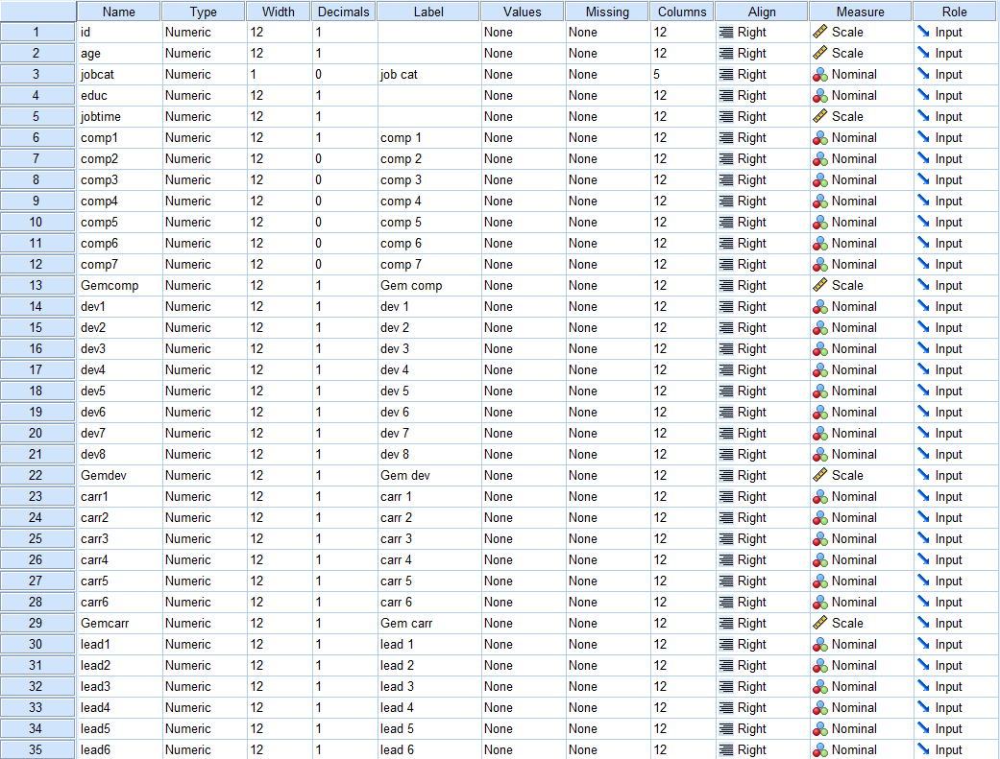 Name Type Width Decimals Label Values Missing Columns Align Measure Role
1 id Numeric 12 1 None None 12 Right Scale Input
2 age Numeric 12 1 None None 12 Right Scale Input
3 jobcat Numeric 1 0 job cat None None 5 Right Nominal Input
4 educ Numeric 12 1 None None 12 Right Nominal Input
5 jobtime Numeric 12 1 None None 12 Right Scale Input
6 comp1 Numeric 12 1 comp 1 None None 12 Right Nominal Input
7 comp2 Numeric 12 0 comp 2 None None 12 Right Nominal Input
8 comp3 Numeric 12 0 comp 3 None None 12 Right Nominal Input
9 comp4 Numeric 12 0 comp 4 None None 12 Right Nominal Input
10 comp5 Numeric 12 0 comp 5 None None 12 Right Nominal Input
11 comp6 Numeric 12 0 comp 6 None None 12 Right Nominal Input
12 comp7 Numeric 12 0 comp 7 None None 12 Right Nominal Input
13 Gemcomp Numeric 12 1 Gem comp None None 12 Right Scale Input
14 dev1 Numeric 12 1 dev 1 None None 12 Right Nominal Input
15 dev2 Numeric 12 1 dev 2 None None 12 Right Nominal Input
16 dev3 Numeric 12 1 dev 3 None None 12 Right Nominal Input
17 dev4 Numeric 12 1 dev 4 None None 12 Right Nominal Input
18 dev5 Numeric 12 1 dev 5 None None 12 Right Nominal Input
19 dev6 Numeric 12 1 dev 6 None None 12 Right Nominal Input
20 dev7 Numeric 12 1 dev 7 None None 12 Right Nominal Input
21 dev8 Numeric 12 1 dev 8 None None 12 Right Nominal Input
22 Gemdev Numeric 12 1 Gem dev None None 12 Right Scale Input
23 carr1 Numeric 12 1 carr 1 None None 12 Right Nominal Input
24 carr2 Numeric 12 1 carr 2 None None 12 Right Nominal Input
25 carr3 Numeric 12 1 carr 3 None None 12 Right Nominal Input
26 carr4 Numeric 12 1 carr 4 None None 12 Right Nominal Input
27 carr5 Numeric 12 1 carr 5 None None 12 Right Nominal Input
28 carr6 Numeric 12 1 carr 6 None None 12 Right Nominal Input
29 Gemcarr Numeric 12 1 Gem carr None None 12 Right Scale Input
30 lead1 Numeric 12 1 lead 1 None None 12 Right Nominal Input
31 lead2 Numeric 12 1 lead 2 None None 12 Right Nominal Input
32 lead3 Numeric 12 1 lead 3 None None 12 Right Nominal Input
33 lead4 Numeric 12 1 lead 4 None None 12 Right Nominal Input
34 lead5 Numeric 12 1 lead 5 None None 12 Right Nominal Input
35 lead6 Numeric 12 1 lead 6 None None 12 Right Nominal Input